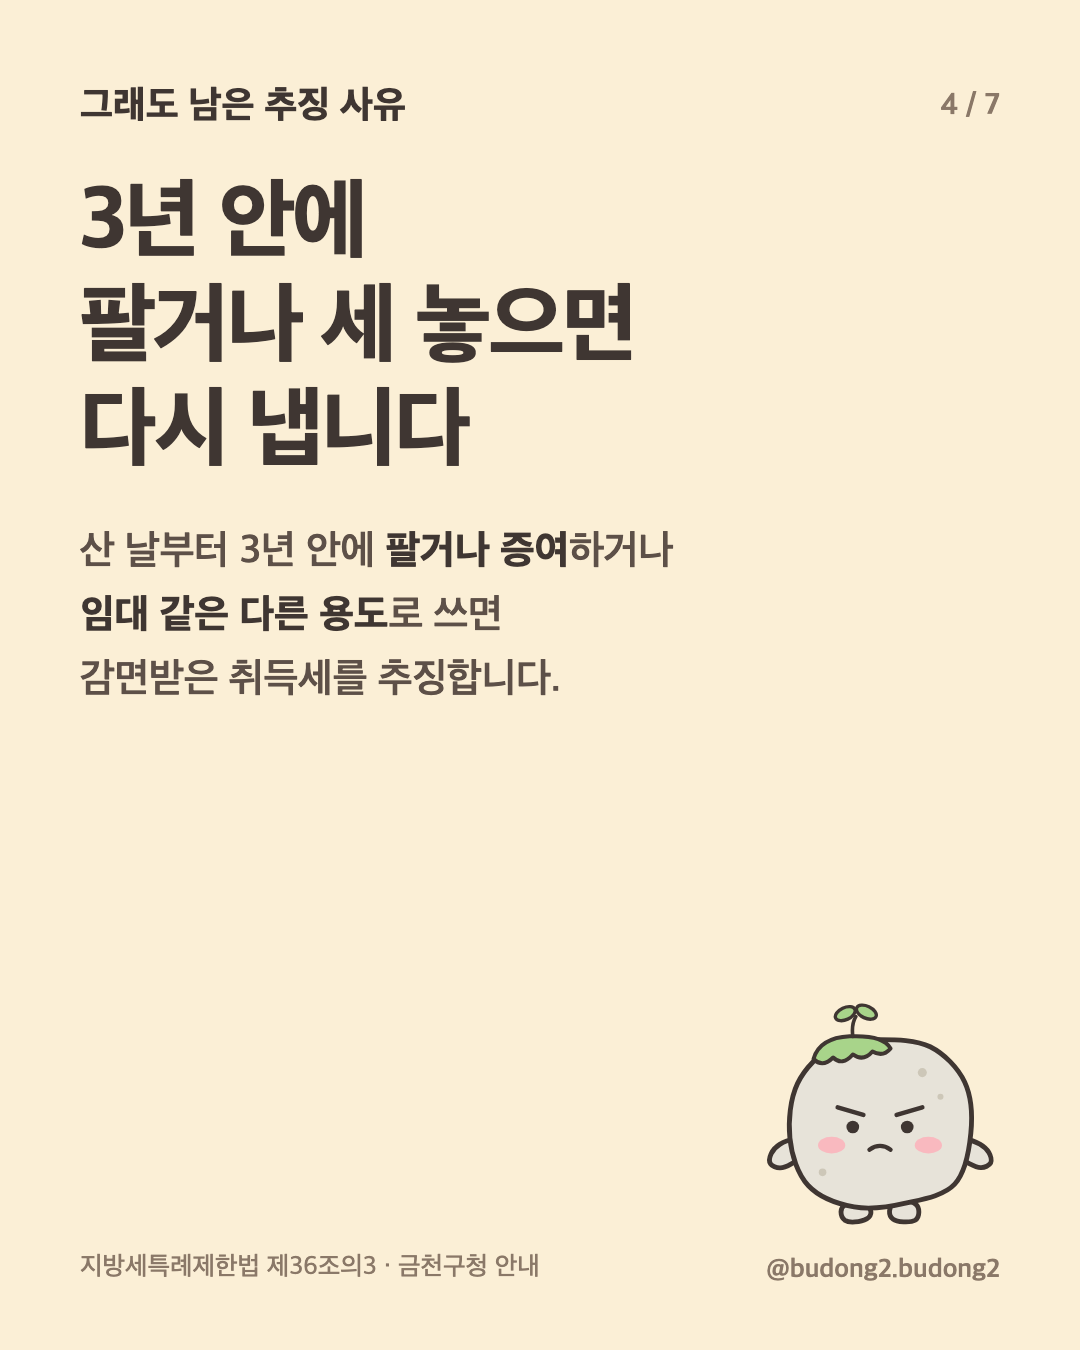 그래도 남은 추징 사유
4 / 7
3년 안에
팔거나 세 놓으면
다시 냅니다
산 날부터 3년 안에 팔거나 증여하거나
임대 같은 다른 용도로 쓰면
감면받은 취득세를 추징합니다.
지방세특례제한법 제36조의3 · 금천구청 안내
@budong2.budong2